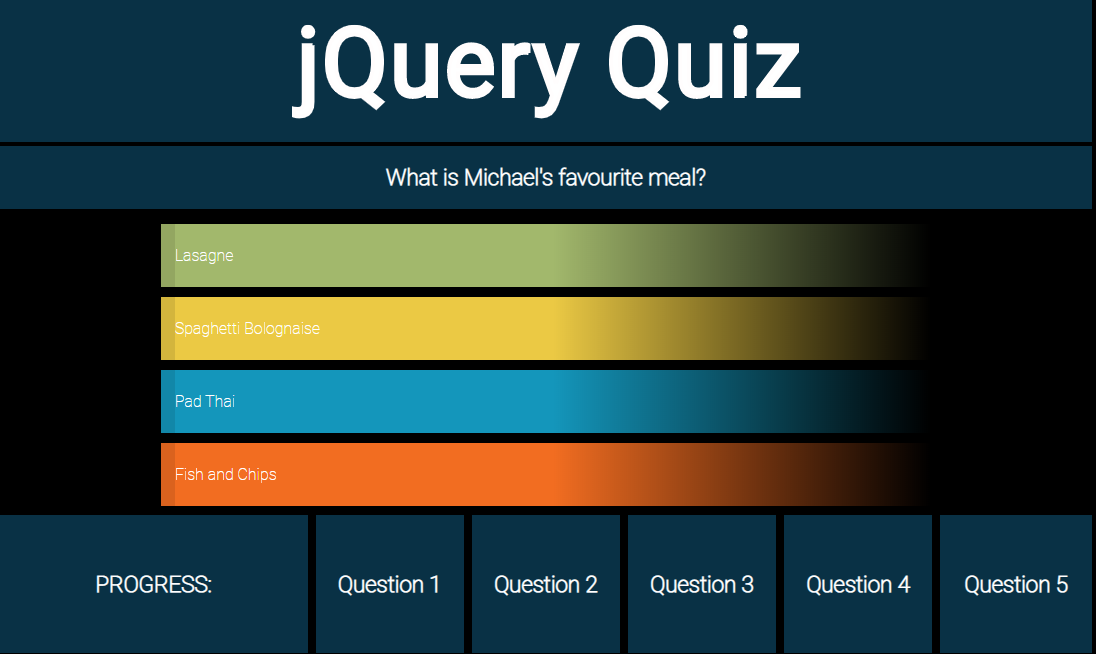 jQuery Quiz
What is Michael's favourite meal?
Lasagne
Spaghetti Bolognaise
Pad Thai
Fish and Chips
PROGRESS: Question 1 Question 2 Question 3 Question 4 Question 5